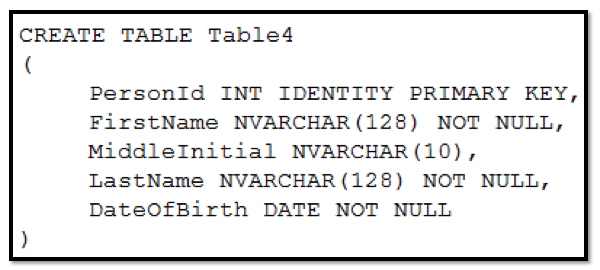 CREATE TABLE Table4
(
PersonId INT IDENTITY PRIMARY KEY,
FirstName NVARCHAR(128) NOT NULL,
MiddleInitial NVARCHAR(10),
LastName NVARCHAR(128) NOT NULL,
DateOfBirth DATE NOT NULL
)